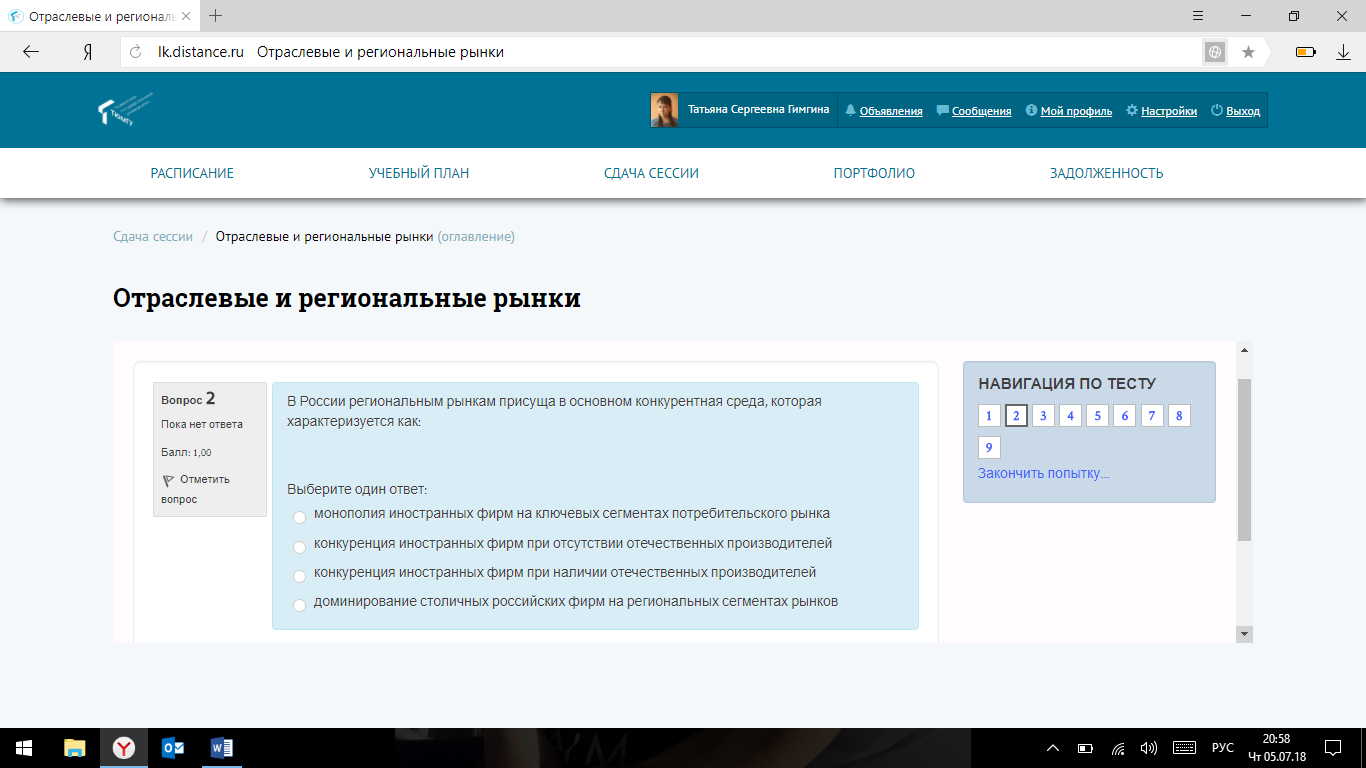 Отраслевые и региональ
lk.distance.ru Отраслевые и региональные рынки
Татьяна Сергеевна Гимгина Объявления Сообщения Мой профиль Настройки Выход
РАСПИСАНИЕ УЧЕБНЫЙ ПЛАН СДАЧА СЕССИИ ПОРТФОЛИО ЗАДОЛЖЕННОСТЬ
Сдача сессии / Отраслевые и региональные рынки (оглавление)
Отраслевые и региональные рынки
Вопрос 2
Пока нет ответа
Балл: 1,00
Отметить
вопрос
В России региональным рынкам присуща в основном конкурентная среда, которая
характеризуется как:
Выберите один ответ:
монополия иностранных фирм на ключевых сегментах потребительского рынка
конкуренция иностранных фирм при отсутствии отечественных производителей
конкуренция иностранных фирм при наличии отечественных производителей
доминирование столичных российских фирм на региональных сегментах рынков
НАВИГАЦИЯ ПО ТЕСТУ
1 2 3 4 5 6 7 8
9
Закончить попытку...
РУС
20:58
Чт 05.07.18